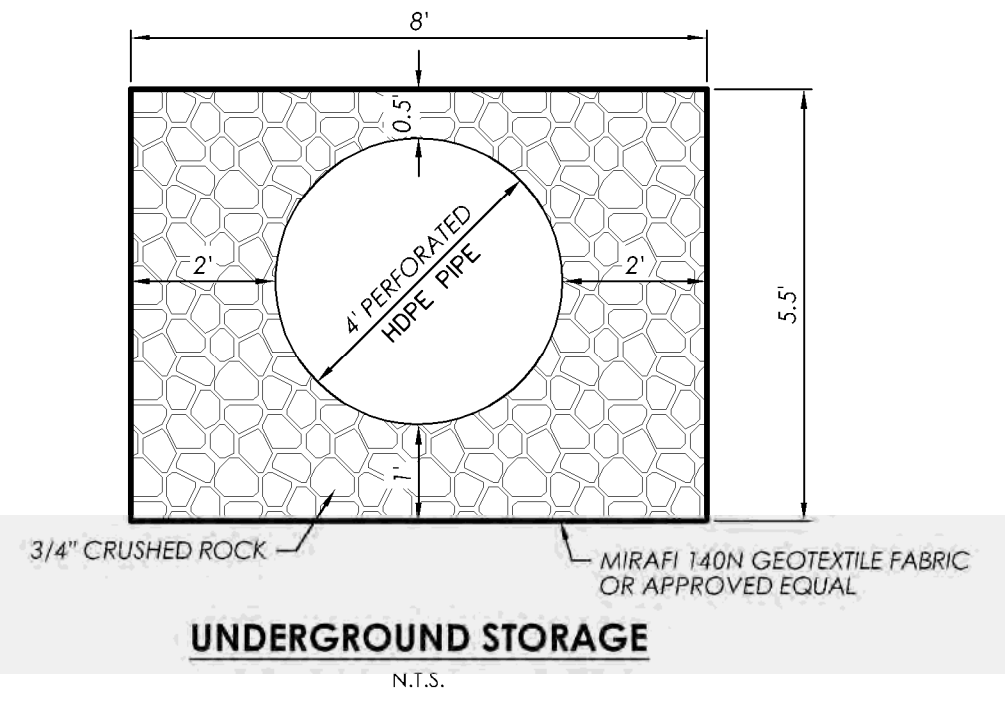 8'
0.5'
2'
4' PERFORATED
HDPE PIPE
2'
5.5'
1'
3/4" CRUSHED ROCK
MIRAFI 140N GEOTEXTILE FABRIC
OR APPROVED EQUAL
UNDERGROUND STORAGE
N.T.S.